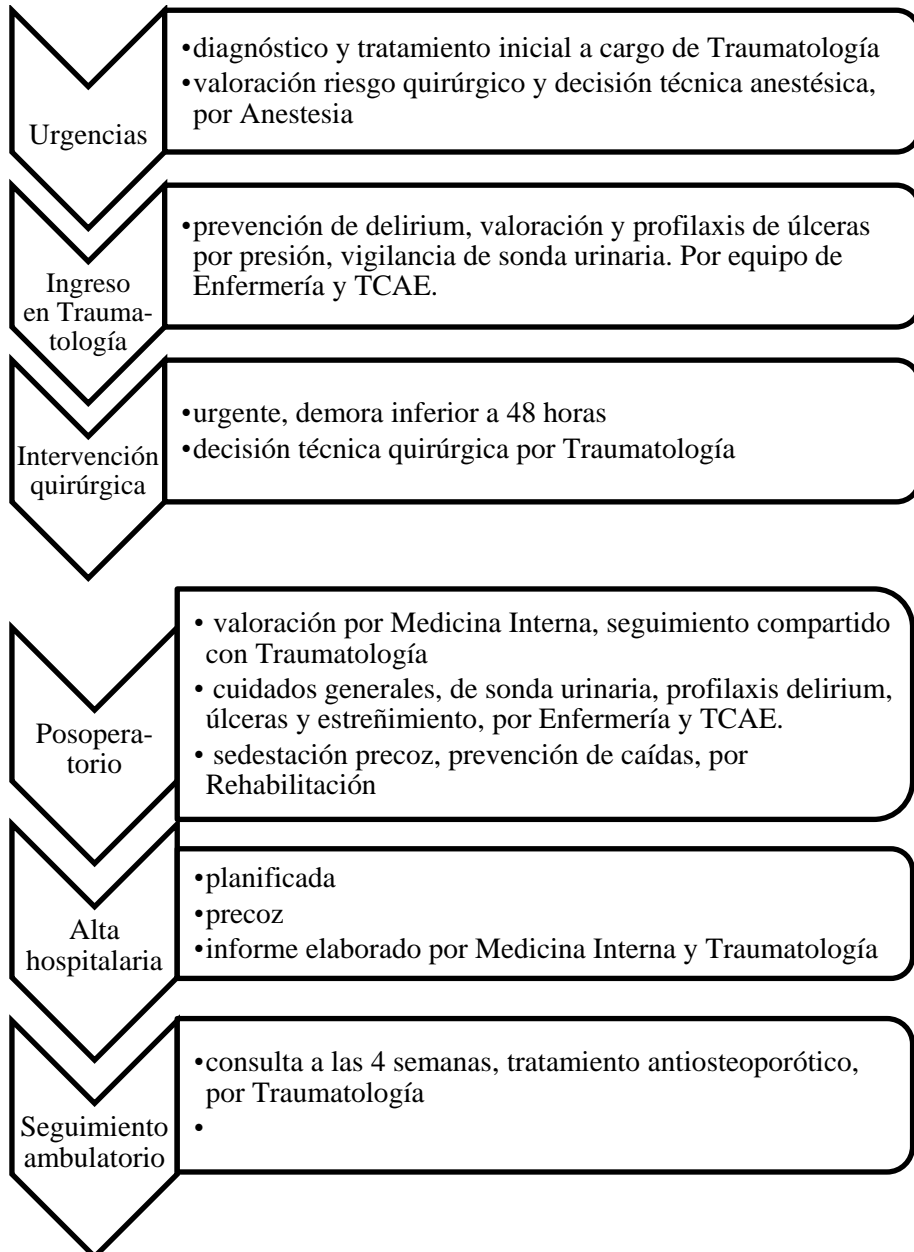 Urgencias
•diagnóstico y tratamiento inicial a cargo de Traumatología
•valoración riesgo quirúrgico y decisión técnica anestésica,
por Anestesia
Ingreso
en Trauma-
tología
•prevención de delirium, valoración y profilaxis de úlceras
por presión, vigilancia de sonda urinaria. Por equipo de
Enfermería y TCAE.
Intervención
quirúrgica
•urgente, demora inferior a 48 horas
•decisión técnica quirúrgica por Traumatología
Posopera-
torio
• valoración por Medicina Interna, seguimiento compartido
con Traumatología
• cuidados generales, de sonda urinaria, profilaxis delirium,
úlceras y estreñimiento, por Enfermería y TCAE.
• sedestación precoz, prevención de caídas, por
Rehabilitación
Alta
hospitalaria
•planificada
•precoz
•informe elaborado por Medicina Interna y Traumatología
Seguimiento
ambulatorio
•consulta a las 4 semanas, tratamiento antiosteoporótico,
por Traumatología
•